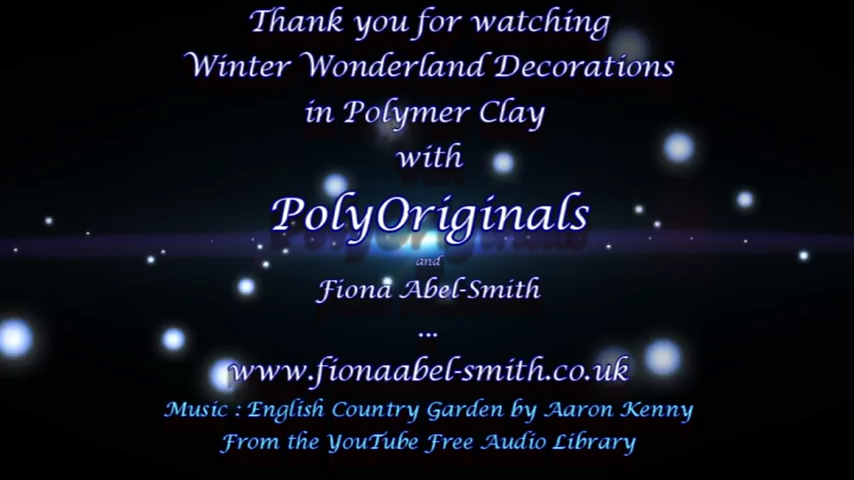 Thank you for watching
Winter Wonderland Decorations
in Polymer Clay
with
PolyOriginals
and
Fiona Abel-Smith
...
www.fionaabel-smith.co.uk
Music : English Country Garden by Aaron Kenny
From the YouTube Free Audio Library